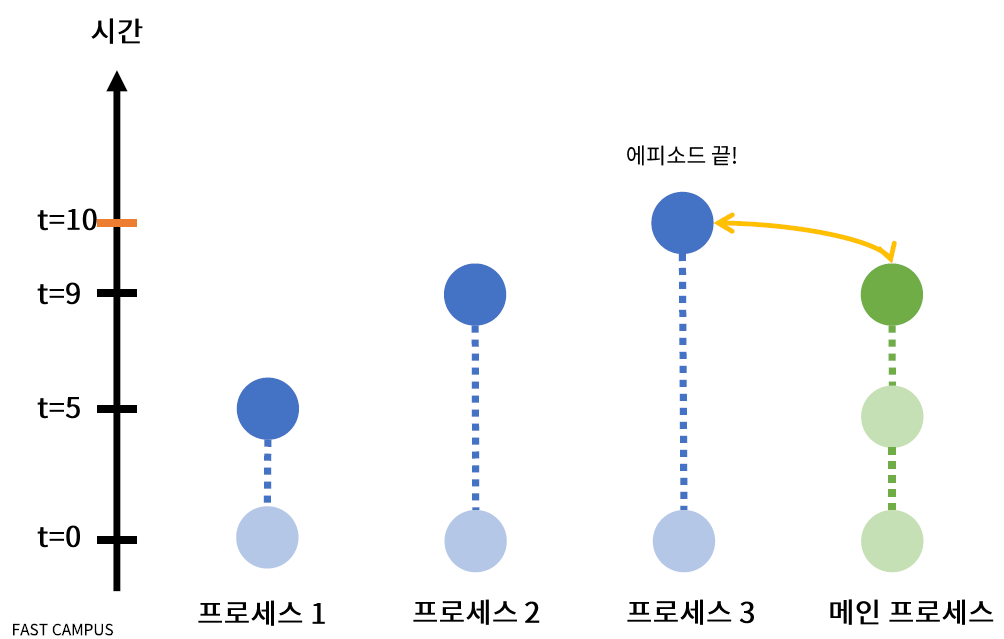 시간
에피소드 끝!
t=10
t=9
t=5
t=0
프로세스 1
프로세스 2
프로세스 3
메인 프로세스
FAST CAMPUS